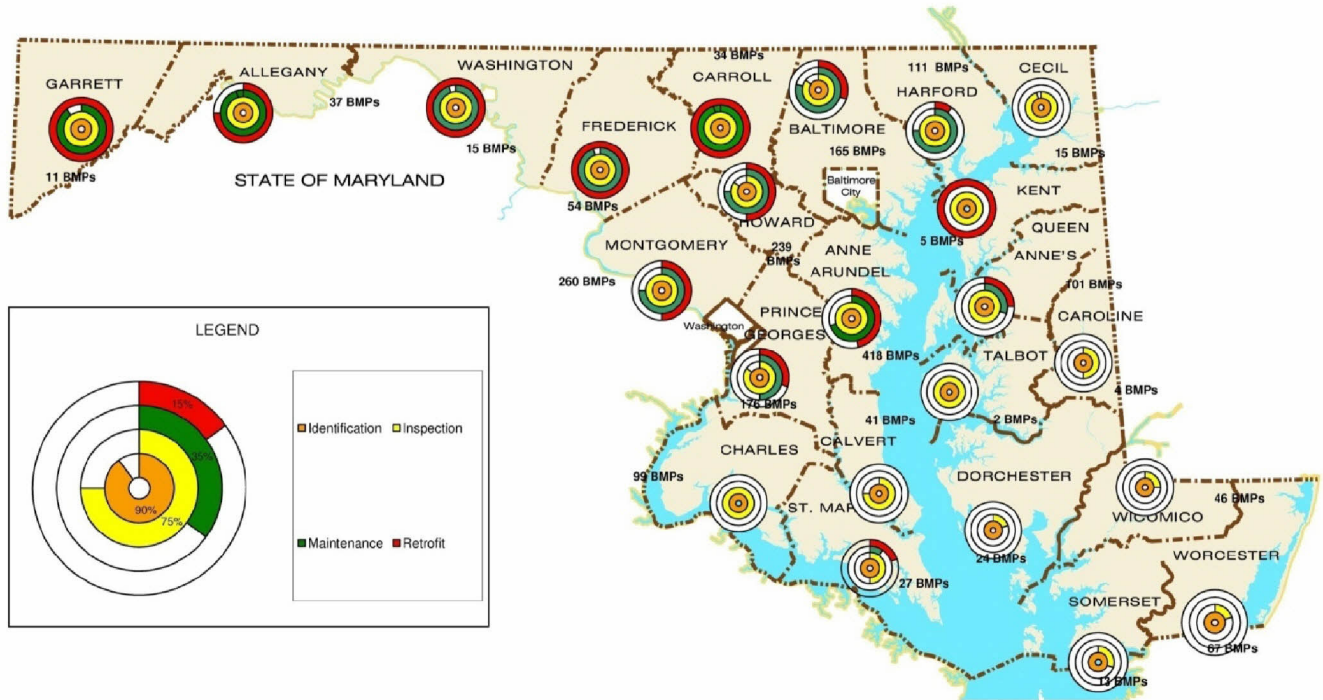 34 BMPs
GARRETT
ALLEGANY
WASHINGTON
CARROLL
111 BMPs
CECIL
HARFORD
37 BMPs
FREDERICK
BALTIMORE
15 BMPs
165 BMPs
15 BMPs
11 BMPs
STATE OF MARYLAND
Baltimore
City
KENT
54 BMPs
HOWARD
QUEEN
ANNE'S
5 BMPs
MONTGOMERY
239
BMPs
ANNE
ARUNDEL
260 BMPs
101 BMPs
PRINCE
GEORGES
Washington
CAROLINE
418 BMPs
TALBOT
4 BMPs
176 BMPs
41 BMPs
2 BMPs
CHARLES
CALVERT
99 BMPs
DORCHESTER
ST. MAR
46 BMPs
WICOMICO
24 BMPs
WORCESTER
27 BMPs
SOMERSET
67 BMPs
13 BMPs
LEGEND
15%
35%
75%
90%
Identification
Inspection
Maintenance
Retrofit